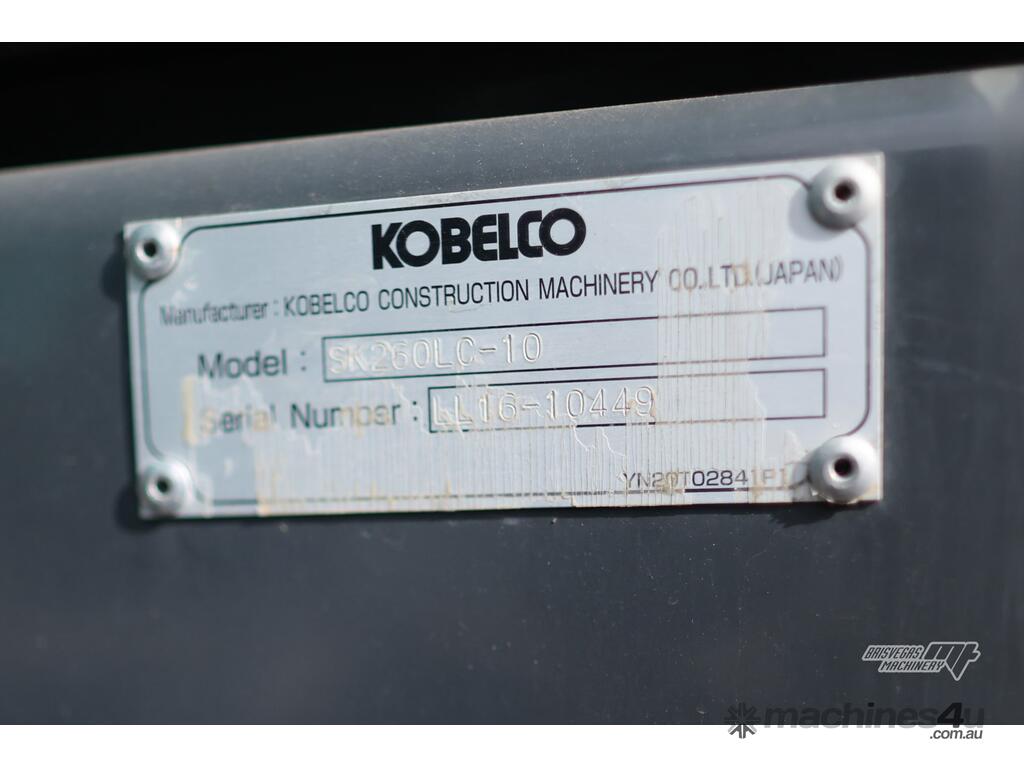 KOBELCO
Manufacturer : KOBELCO CONSTRUCTION MACHINERY CO.,LTD.(JAPAN)
Model : SK260LC-10
Serial Number : LL16-10449
YN20T02841P1
BRISVEGAS
MACHINERY
machines4u
.com.au